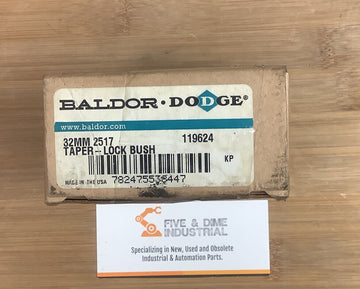 BALDOR · DODGE®
www.baldor.com
32MM 2517 119624
TAPER-LOCK BUSH
KP
MADE IN THE USA 782475536447
FIVE & DIME
INDUSTRIAL
Specializing in New, Used and Obsolete
Industrial & Automation Parts.